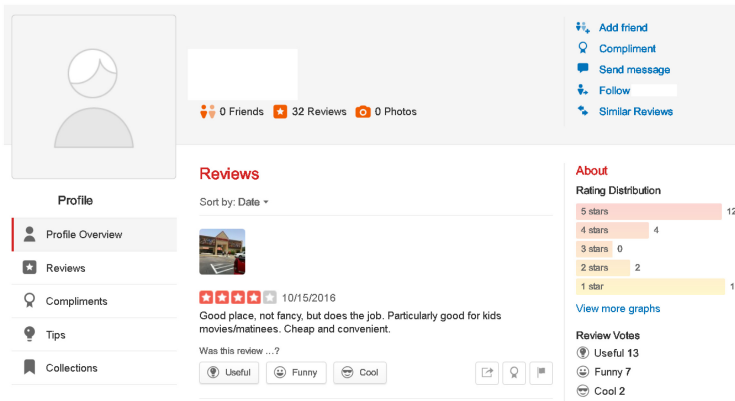 Add friend
Compliment
Send message
Follow
Similar Reviews
0 Friends 32 Reviews 0 Photos
Profile
Profile Overview
Reviews
Compliments
Tips
Collections
Reviews
Sort by: Date
10/15/2016
Good place, not fancy, but does the job. Particularly good for kids
movies/matinees. Cheap and convenient.
Was this review ...?
Useful Funny Cool
About
Rating Distribution
5 stars 12
4 stars 4
3 stars 0
2 stars 2
1 star
View more graphs
Review Votes
Useful 13
Funny 7
Cool 2